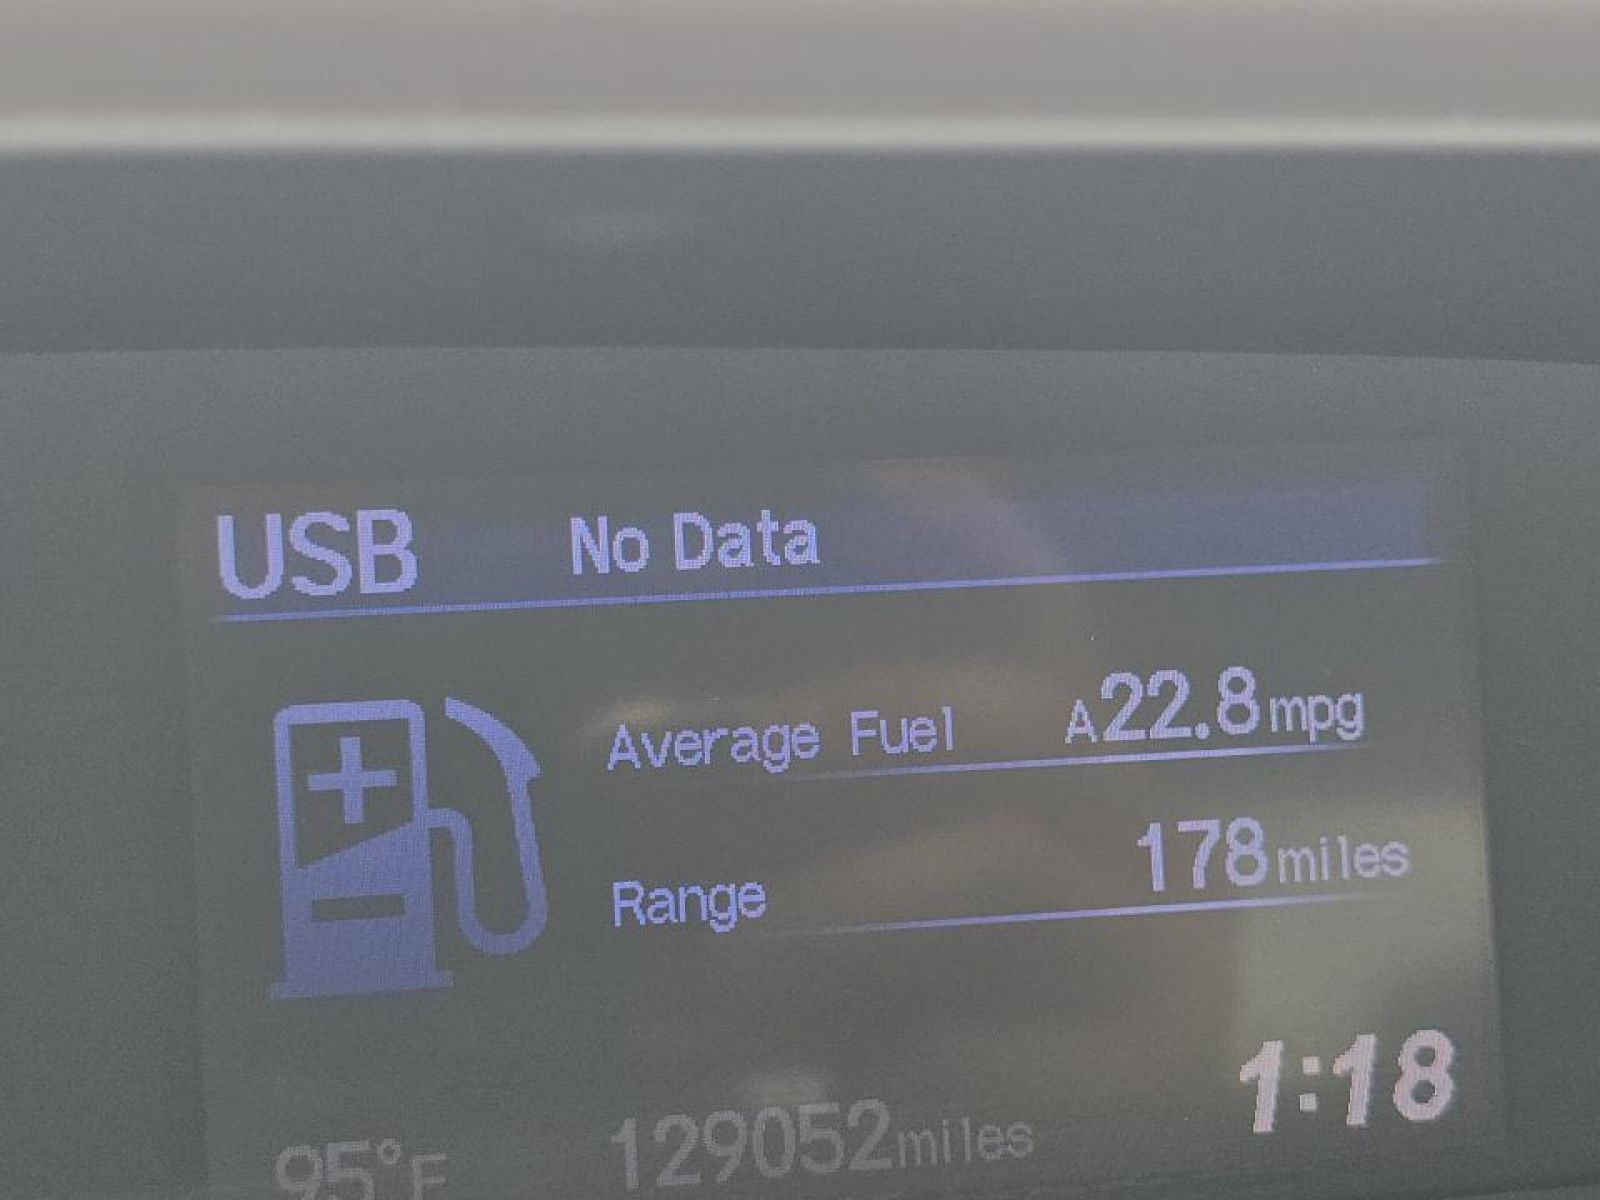 USB No Data
Average Fuel A22.8mpg
Range 178miles
1:18
95°F 129052miles